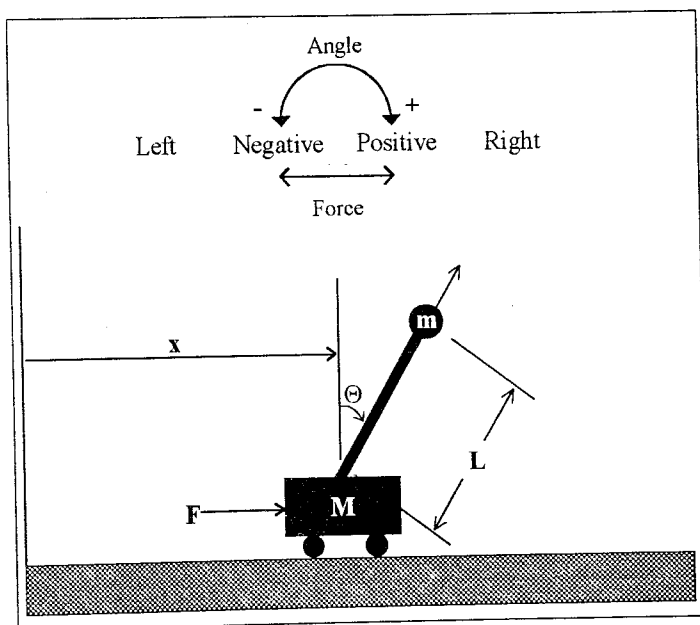 Angle
- +
Left Negative Positive Right
Force
x
m
Θ
L
F M